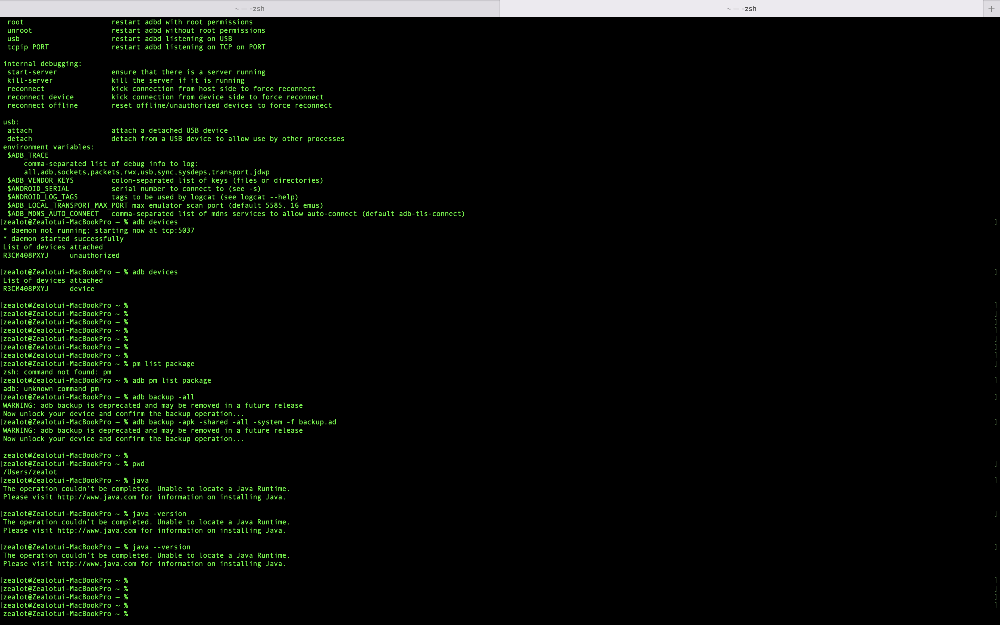 ~ — -zsh
~ — -zsh
+
root restart adbd with root permissions
unroot restart adbd without root permissions
usb restart adbd listening on USB
tcpip PORT restart adbd listening on TCP on PORT
internal debugging:
start-server ensure that there is a server running
kill-server kill the server if it is running
reconnect kick connection from host side to force reconnect
reconnect device kick connection from device side to force reconnect
reconnect offline reset offline/unauthorized devices to force reconnect
usb:
attach attach a detached USB device
detach detach from a USB device to allow use by other processes
environment variables:
$ADB_TRACE
comma-separated list of debug info to log:
all,adb,sockets,packets,rwx,usb,sync,sysdeps,transport,jdwp
$ADB_VENDOR_KEYS colon-separated list of keys (files or directories)
$ANDROID_SERIAL serial number to connect to (see -s)
$ANDROID_LOG_TAGS tags to be used by logcat (see logcat --help)
$ADB_LOCAL_TRANSPORT_MAX_PORT max emulator scan port (default 5585, 16 emus)
$ADB_MDNS_AUTO_CONNECT comma-separated list of mdns services to allow auto-connect (default adb-tls-connect)
[zealot@Zealotui-MacBookPro ~ % adb devices ]
* daemon not running; starting now at tcp:5037
* daemon started successfully
List of devices attached
R3CM408PXYJ unauthorized
[zealot@Zealotui-MacBookPro ~ % adb devices ]
List of devices attached
R3CM408PXYJ device
[zealot@Zealotui-MacBookPro ~ % ]
[zealot@Zealotui-MacBookPro ~ % ]
[zealot@Zealotui-MacBookPro ~ % ]
[zealot@Zealotui-MacBookPro ~ % ]
[zealot@Zealotui-MacBookPro ~ % ]
[zealot@Zealotui-MacBookPro ~ % ]
[zealot@Zealotui-MacBookPro ~ % ]
[zealot@Zealotui-MacBookPro ~ % pm list package ]
zsh: command not found: pm
[zealot@Zealotui-MacBookPro ~ % adb pm list package ]
adb: unknown command pm
[zealot@Zealotui-MacBookPro ~ % adb backup -all ]
WARNING: adb backup is deprecated and may be removed in a future release
Now unlock your device and confirm the backup operation...
[zealot@Zealotui-MacBookPro ~ % adb backup -apk -shared -all -system -f backup.ad ]
WARNING: adb backup is deprecated and may be removed in a future release
Now unlock your device and confirm the backup operation...
zealot@Zealotui-MacBookPro ~ %
[zealot@Zealotui-MacBookPro ~ % pwd ]
/Users/zealot
[zealot@Zealotui-MacBookPro ~ % java ]
The operation couldn’t be completed. Unable to locate a Java Runtime.
Please visit http://www.java.com for information on installing Java.
[zealot@Zealotui-MacBookPro ~ % java -version ]
The operation couldn’t be completed. Unable to locate a Java Runtime.
Please visit http://www.java.com for information on installing Java.
[zealot@Zealotui-MacBookPro ~ % java --version ]
The operation couldn’t be completed. Unable to locate a Java Runtime.
Please visit http://www.java.com for information on installing Java.
[zealot@Zealotui-MacBookPro ~ % ]
[zealot@Zealotui-MacBookPro ~ % ]
[zealot@Zealotui-MacBookPro ~ % ]
[zealot@Zealotui-MacBookPro ~ % ]
zealot@Zealotui-MacBookPro ~ %